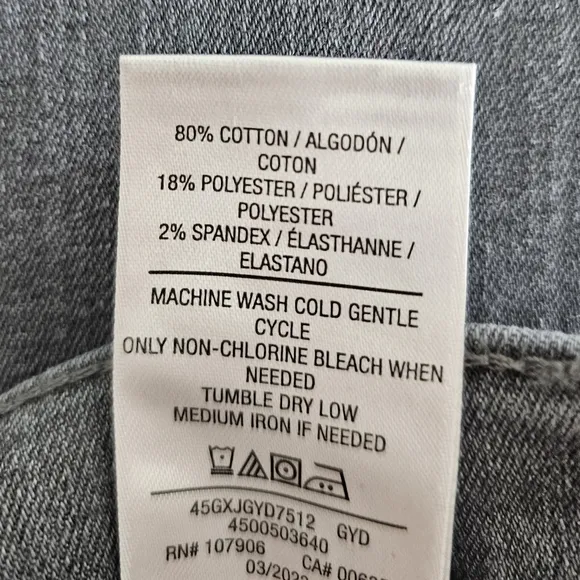 80% COTTON / ALGODÓN /
COTON
18% POLYESTER / POLIÉSTER /
POLYESTER
2% SPANDEX / ÉLASTHANNE /
ELASTANO
MACHINE WASH COLD GENTLE
CYCLE
ONLY NON-CHLORINE BLEACH WHEN
NEEDED
TUMBLE DRY LOW
MEDIUM IRON IF NEEDED
45GXJGYD7512 GYD
4500503640
RN# 107906 CA#